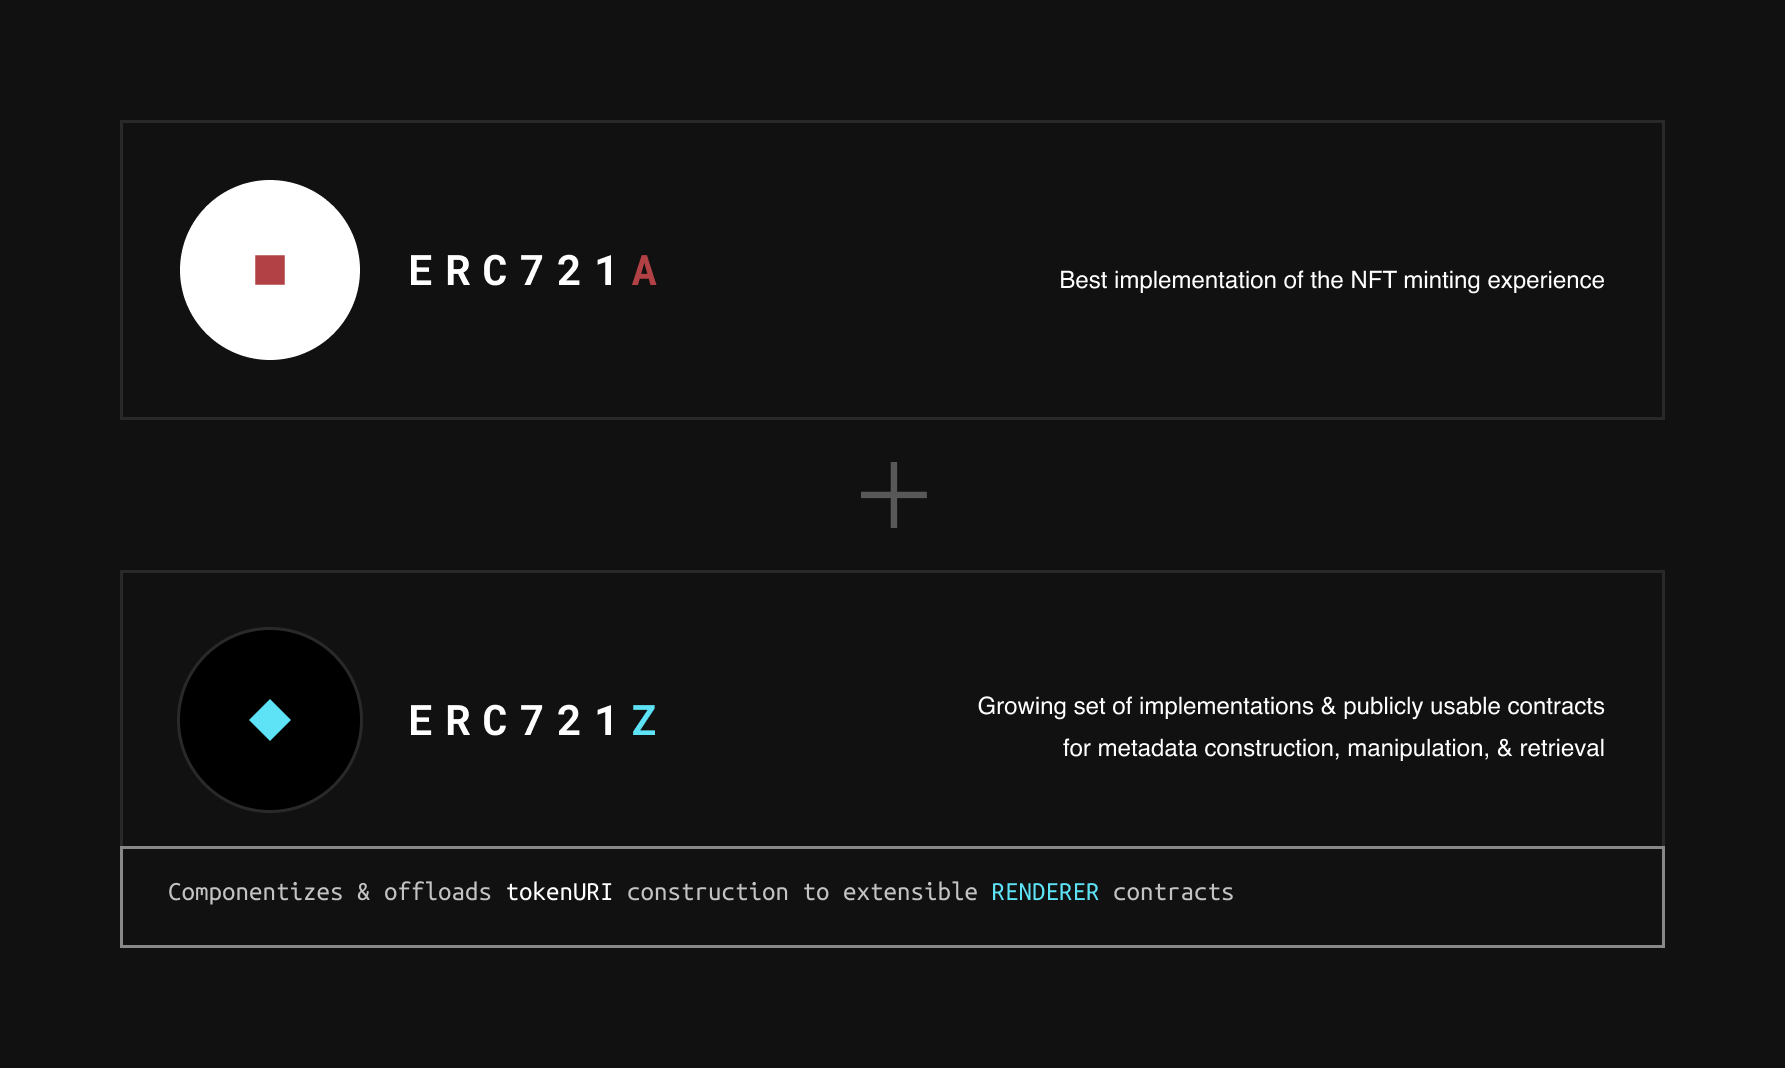 ERC721A
Best implementation of the NFT minting experience
ERC721Z
Growing set of implementations & publicly usable contracts
for metadata construction, manipulation, & retrieval
Componentizes & offloads tokenURI construction to extensible RENDERER contracts